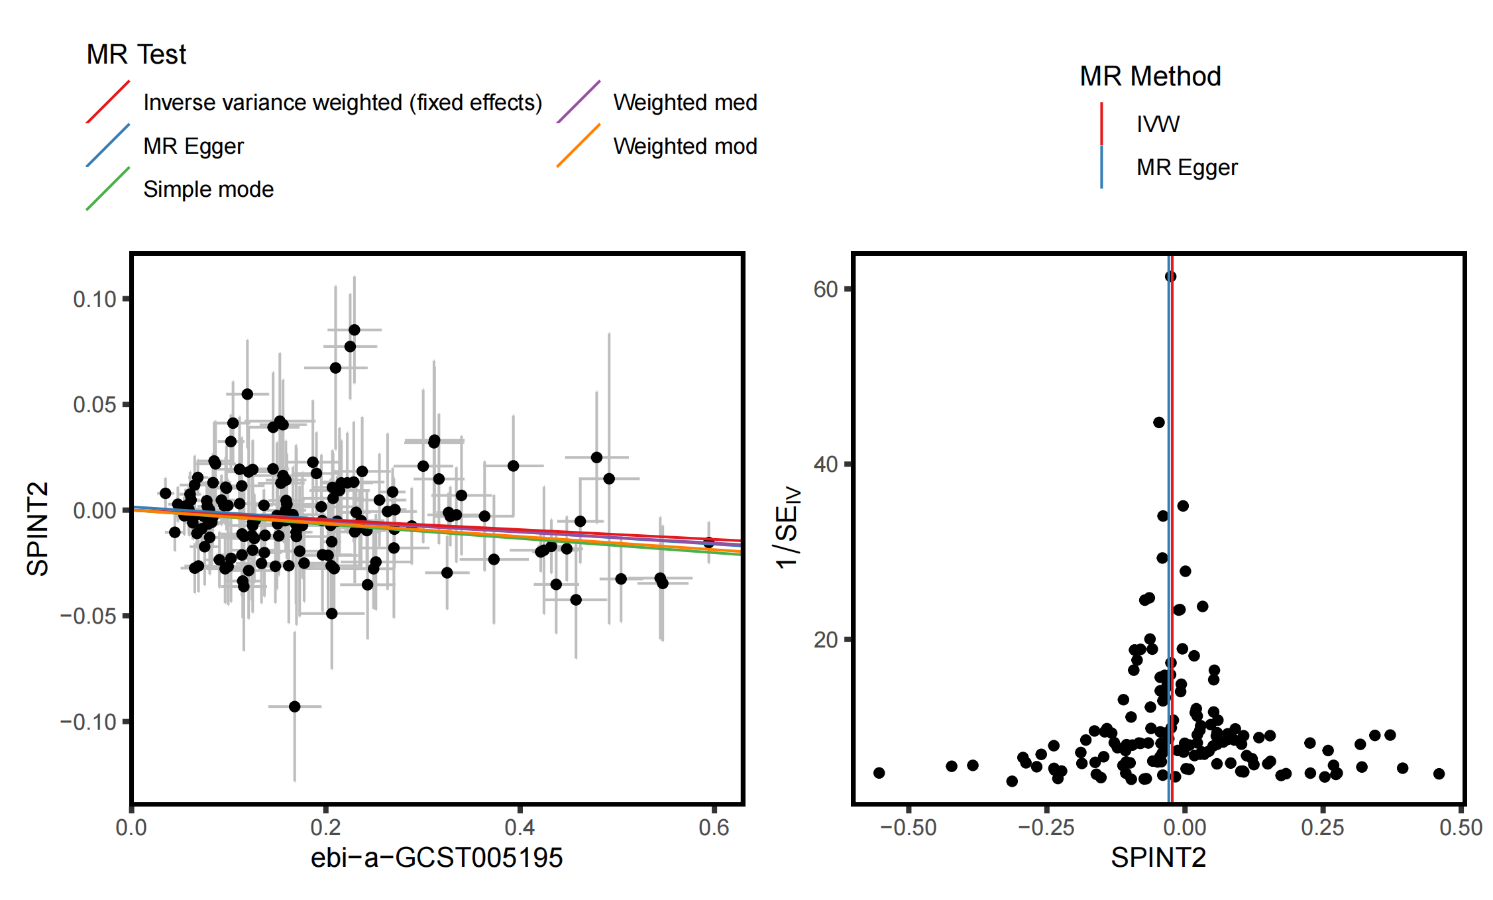 MR Test
Inverse variance weighted (fixed effects)
Weighted med
MR Egger
Weighted mod
Simple mode
MR Method
IVW
MR Egger
0.10
0.05
0.00
−0.05
−0.10
SPINT2
0.0
0.2
0.4
0.6
ebi−a−GCST005195
60
40
20
1/SEIV
−0.50
−0.25
0.00
0.25
0.50
SPINT2